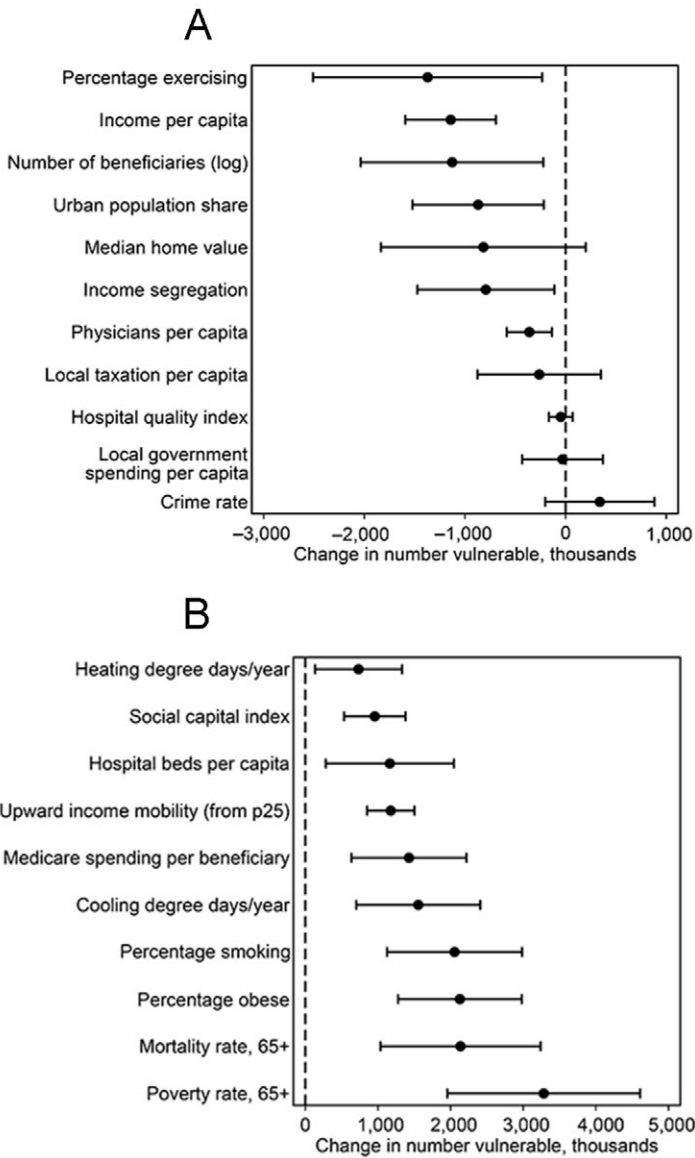 A
Percentage exercising
Income per capita
Number of beneficiaries (log)
Urban population share
Median home value
Income segregation
Physicians per capita
Local taxation per capita
Hospital quality index
Local government
spending per capita
Crime rate
–3,000 –2,000 –1,000 0 1,000
Change in number vulnerable, thousands
B
Heating degree days/year
Social capital index
Hospital beds per capita
Upward income mobility (from p25)
Medicare spending per beneficiary
Cooling degree days/year
Percentage smoking
Percentage obese
Mortality rate, 65+
Poverty rate, 65+
0 1,000 2,000 3,000 4,000 5,000
Change in number vulnerable, thousands